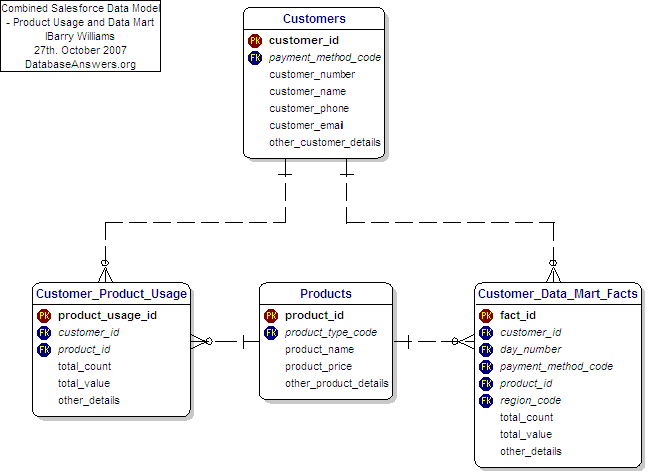 Combined Salesforce Data Model
- Product Usage and Data Mart
IBarry Williams
27th. October 2007
DatabaseAnswers.org
Customers
PK customer_id
FK payment_method_code
customer_number
customer_name
customer_phone
customer_email
other_customer_details
Customer_Product_Usage
PK product_usage_id
FK customer_id
FK product_id
total_count
total_value
other_details
Products
PK product_id
FK product_type_code
product_name
product_price
other_product_details
Customer_Data_Mart_Facts
PK fact_id
FK customer_id
FK day_number
FK payment_method_code
FK product_id
FK region_code
total_count
total_value
other_details